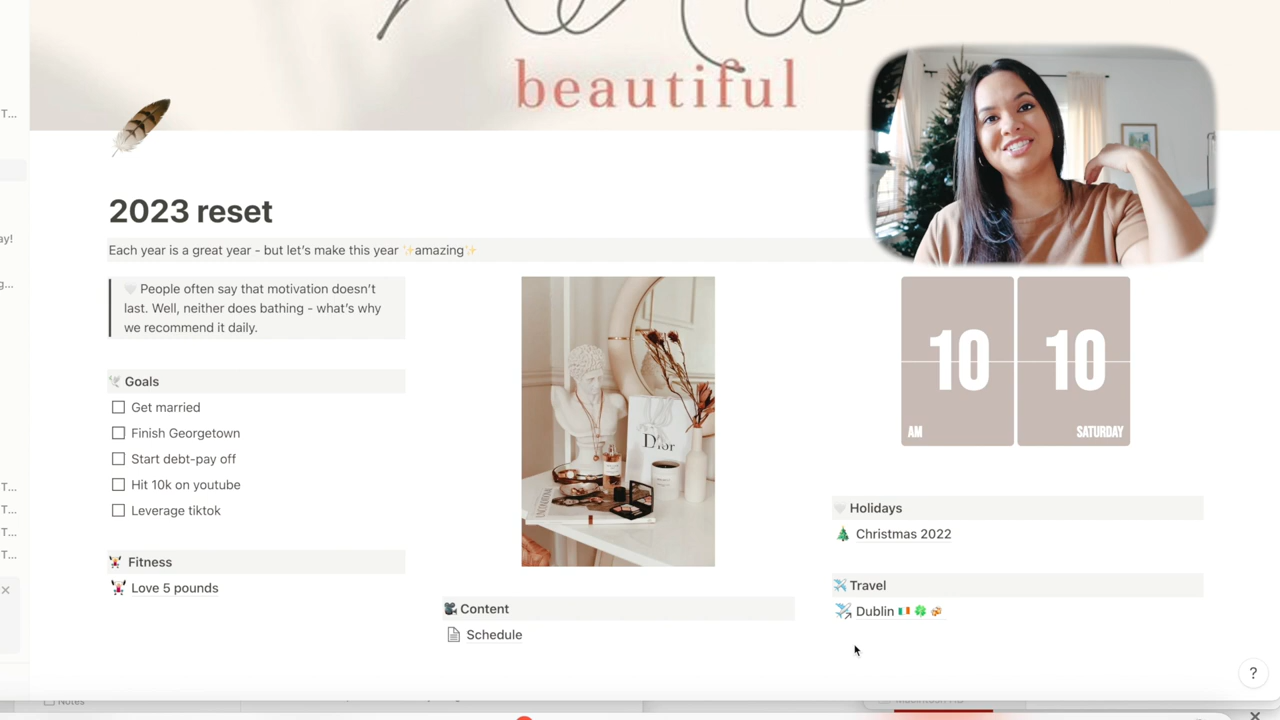 beautiful
T...
ay!
g...
T...
T...
T...
T...
2023 reset
Each year is a great year - but let's make this year ✨amazing✨
🤍 People often say that motivation doesn't
last. Well, neither does bathing - what's why
we recommend it daily.
Goals
Get married
Finish Georgetown
Start debt-pay off
Hit 10k on youtube
Leverage tiktok
Fitness
Love 5 pounds
Dior
Content
Schedule
10
AM
10
SATURDAY
Holidays
Christmas 2022
Travel
Dublin
?
Notes